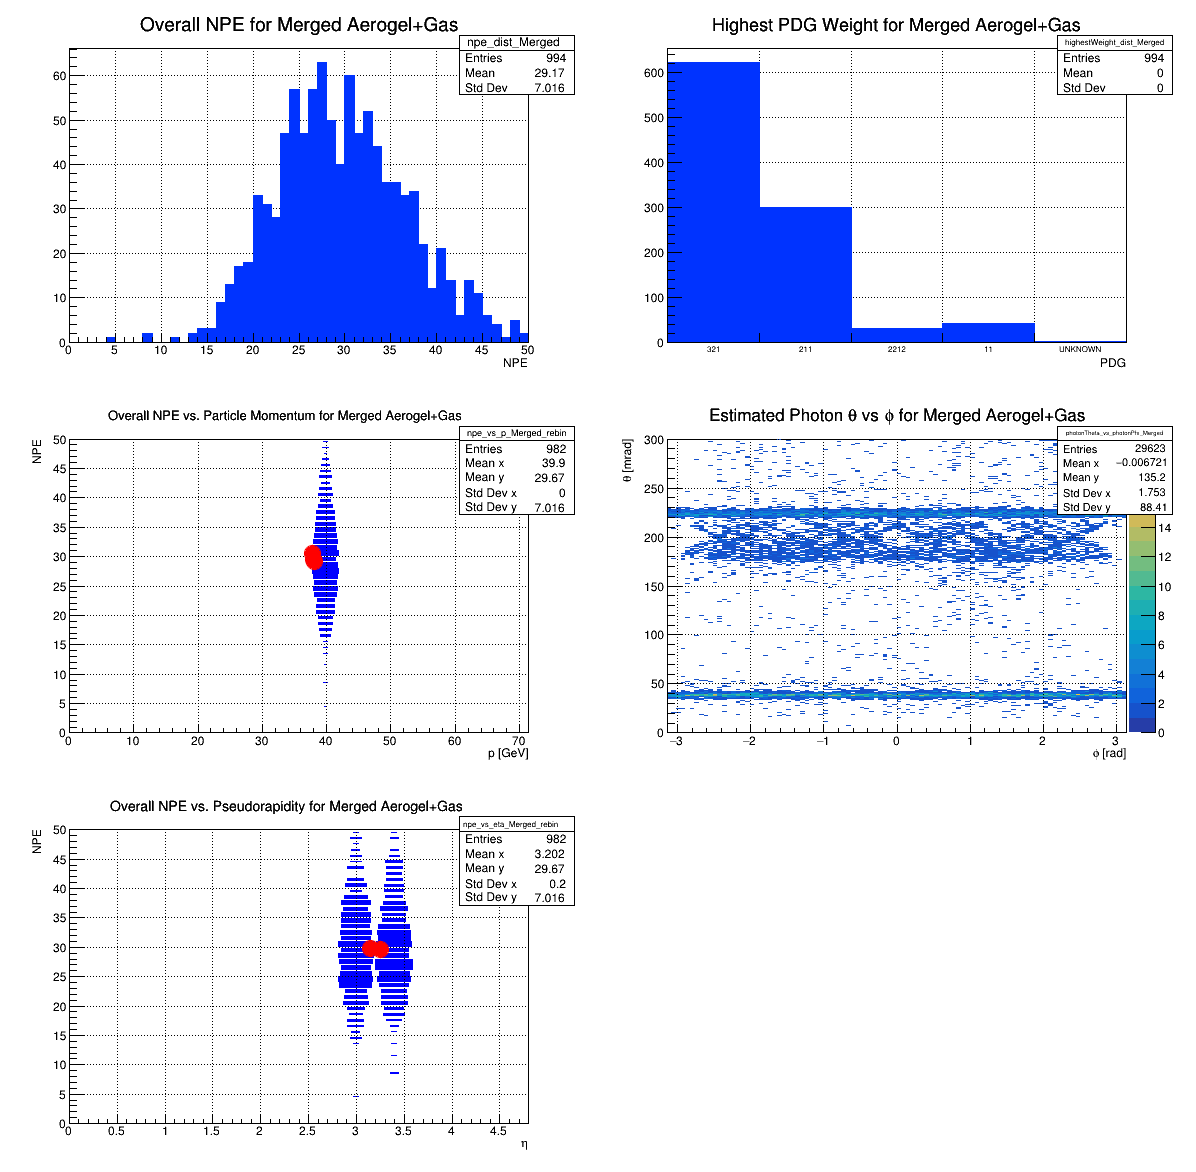 Overall NPE for Merged Aerogel+Gas
npe_dist_Merged
Entries 994
Mean 29.17
Std Dev 7.016
60
50
40
30
20
10
0
0 5 10 15 20 25 30 35 40 45 50
NPE
Highest PDG Weight for Merged Aerogel+Gas
highestWeight_dist_Merged
Entries 994
Mean 0
Std Dev 0
600
500
400
300
200
100
0
321 211 2212 11 UNKNOWN
PDG
Overall NPE vs. Particle Momentum for Merged Aerogel+Gas
NPE
npe_vs_p_Merged_rebin
Entries 982
Mean x 39.9
Mean y 29.67
Std Dev x 0
Std Dev y 7.016
50
45
40
35
30
25
20
15
10
5
0
0 10 20 30 40 50 60 70
p [GeV]
Estimated Photon θ vs ϕ for Merged Aerogel+Gas
θ [mrad]
photonTheta_vs_photonPhi_Merged
Entries 29623
Mean x −0.006721
Mean y 135.2
Std Dev x 1.753
Std Dev y 88.41
300
250
200
150
100
50
0
−3 −2 −1 0 1 2 3
ϕ [rad]
14
12
10
8
6
4
2
0
Overall NPE vs. Pseudorapidity for Merged Aerogel+Gas
NPE
npe_vs_eta_Merged_rebin
Entries 982
Mean x 3.202
Mean y 29.67
Std Dev x 0.2
Std Dev y 7.016
50
45
40
35
30
25
20
15
10
5
0
0 0.5 1 1.5 2 2.5 3 3.5 4 4.5
η